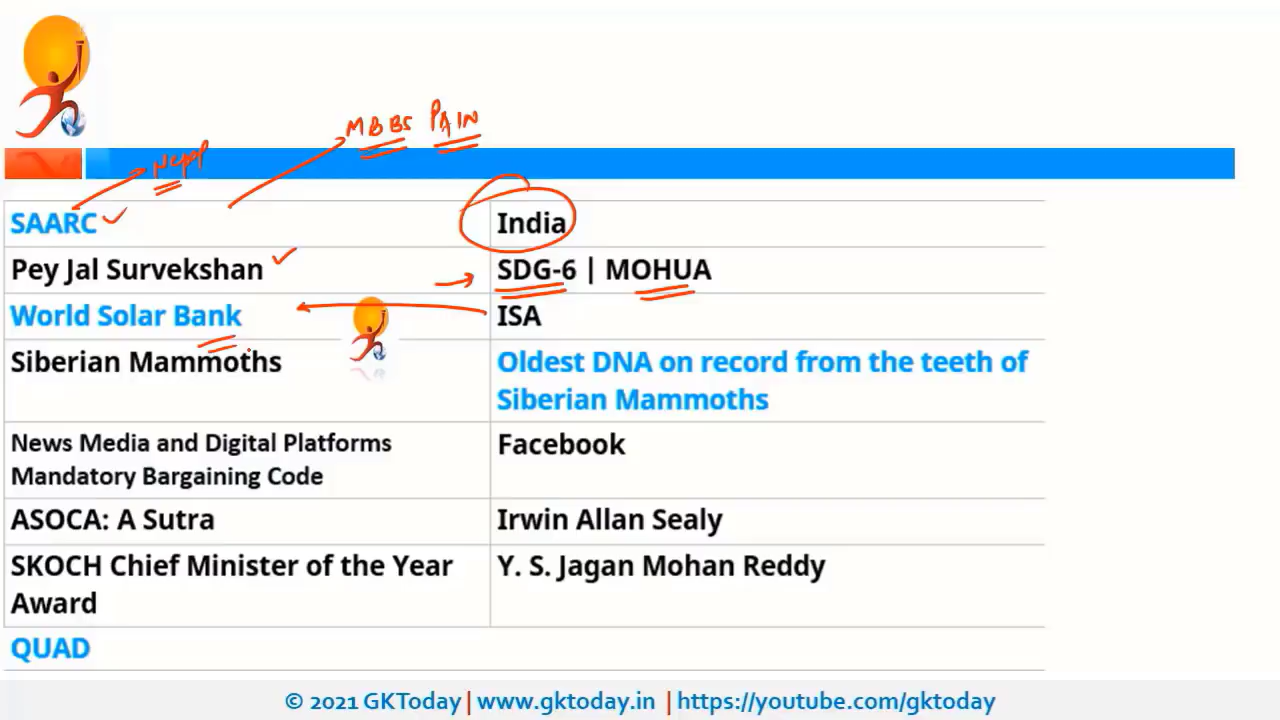 MBBS PAIN
SAARC India
Pey Jal Survekshan SDG-6 | MOHUA
World Solar Bank ISA
Siberian Mammoths Oldest DNA on record from the teeth of
Siberian Mammoths
News Media and Digital Platforms Facebook
Mandatory Bargaining Code
ASOCA: A Sutra Irwin Allan Sealy
SKOCH Chief Minister of the Year Y. S. Jagan Mohan Reddy
Award
QUAD
© 2021 GKToday | www.gktoday.in | https://youtube.com/gktoday